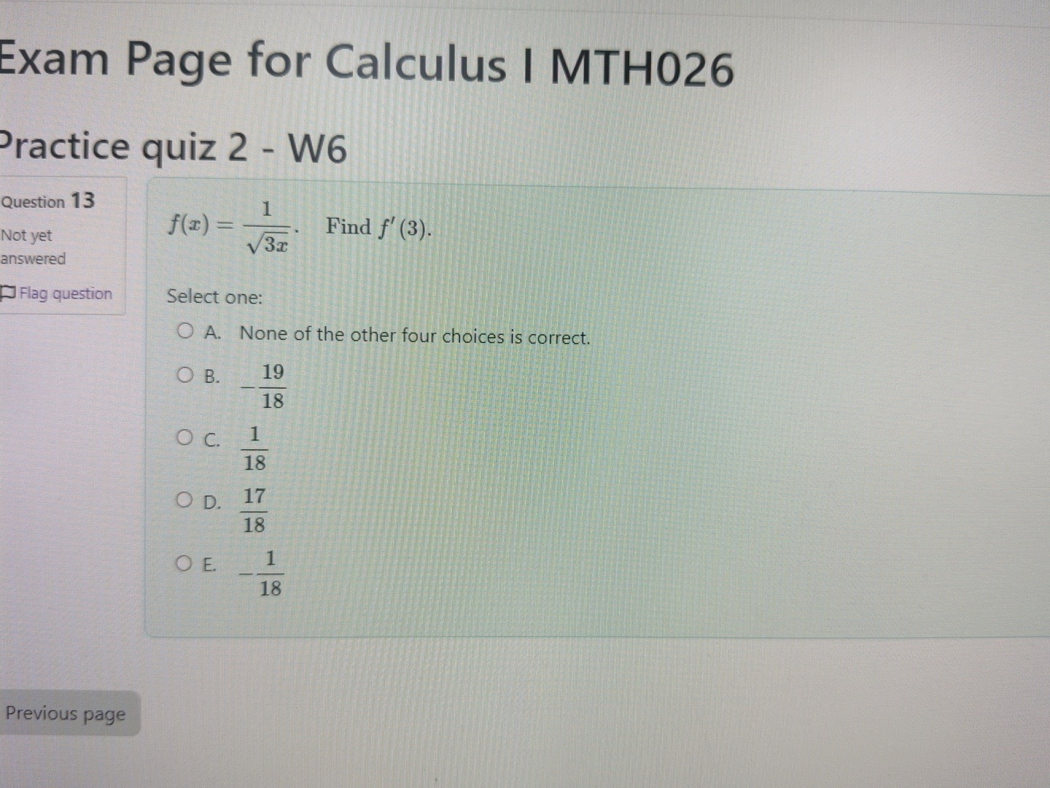 Exam Page for Calculus I MTH026
Practice quiz 2 - W6
Question 13
Not yet
answered
Flag question
f(x) = 1/√3x. Find f′(3).
Select one:
A. None of the other four choices is correct.
B. −19/18
C. 1/18
D. 17/18
E. −1/18
Previous page